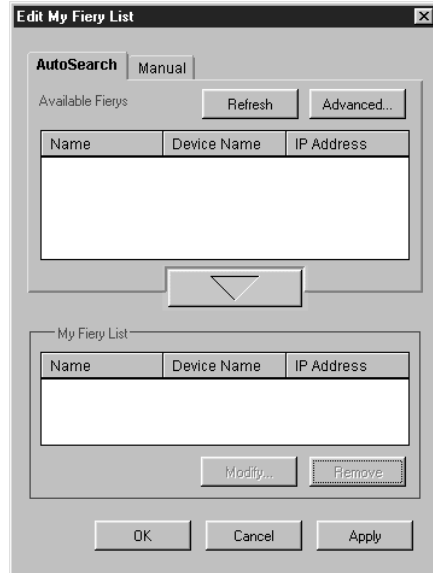 Edit My Fiery List
AutoSearch Manual
Available Fierys Refresh Advanced...
Name Device Name IP Address
My Fiery List
Name Device Name IP Address
Modify... Remove
OK Cancel Apply